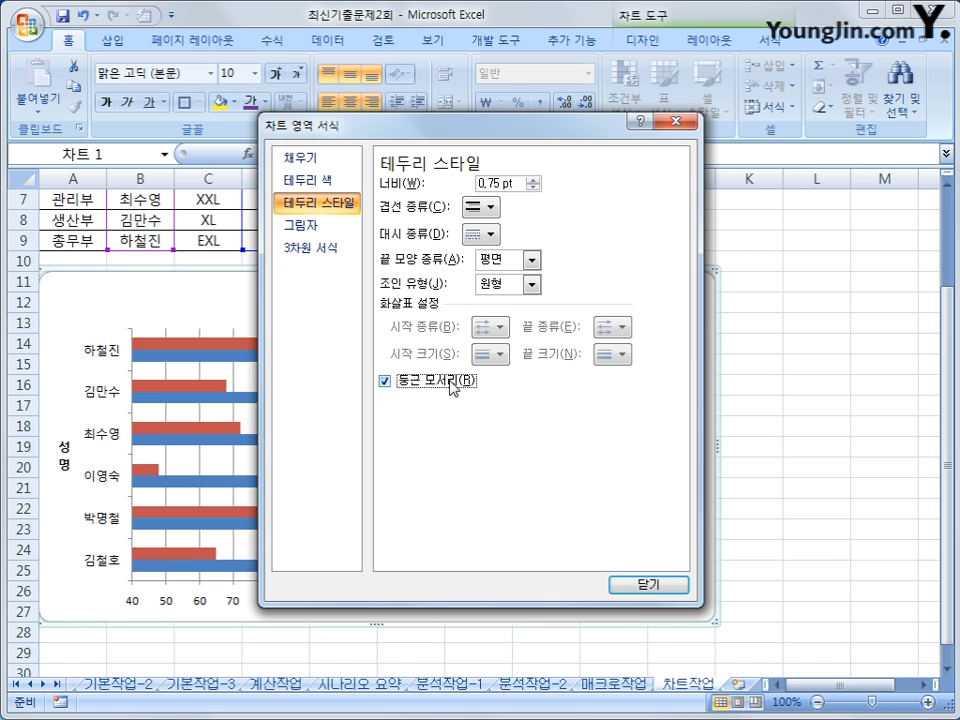 최신기출문제2회 - Microsoft Excel
차트 도구
YoungJin.com Y.
홈 삽입 페이지 레이아웃 수식 데이터 검토 보기 개발 도구 추가 기능 디자인 레이아웃 서식
붙여넣기
맑은 고딕 (본문) 10
가 가 가 가
일반
조건부 표 셀
서식
삽입
삭제
서식
정렬 및 필터
찾기 및 선택
클립보드 글꼴 셀 편집
차트 1
A B C K L M
7 관리부 최수영 XXL
8 생산부 김만수 XL
9 총무부 하철진 EXL
10
11
12
13
14
15
16
17
18
19
20
21
22
23
24
25
26
27
28
29
30
성명
하철진
김만수
최수영
이영숙
박명철
김철호
40 50 60 70
차트 영역 서식
채우기
테두리 색
테두리 스타일
그림자
3차원 서식
테두리 스타일
너비(W): 0.75 pt
겹선 종류(C):
대시 종류(D):
끝 모양 종류(A): 평면
조인 유형(J): 원형
화살표 설정
시작 종류(B): 끝 종류(E):
시작 크기(S): 끝 크기(N):
둥근 모서리(R)
닫기
기본작업-2 기본작업-3 계산작업 시나리오 요약 분석작업-1 분석작업-2 매크로작업 차트작업
준비 100%